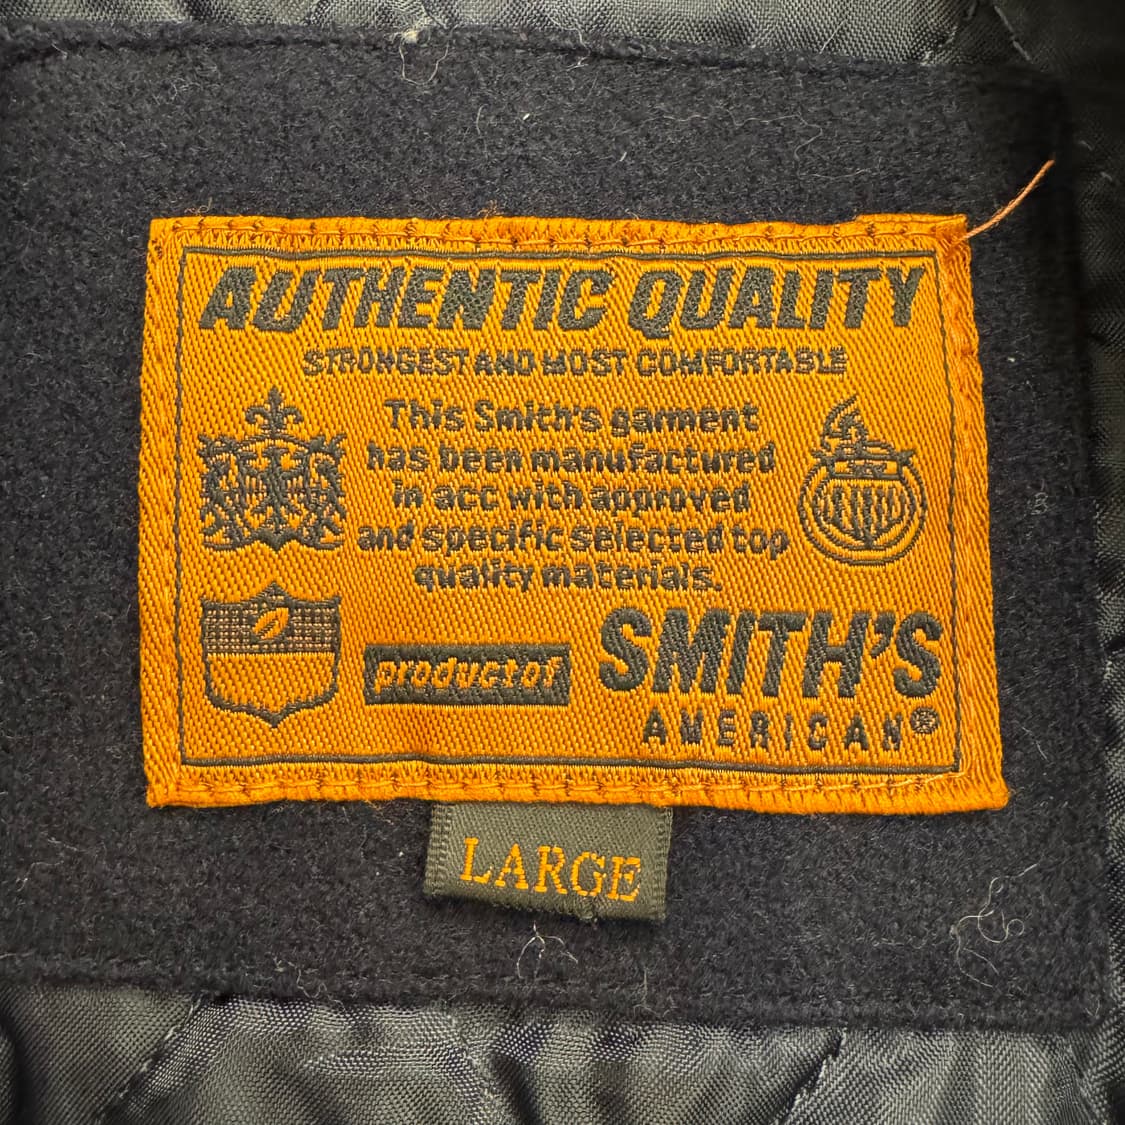 AUTHENTIC QUALITY
STRONGEST AND MOST COMFORTABLE
This Smith's garment
has been manufactured
in acc with approved
and specific selected top
quality materials.
product of
SMITH'S
AMERICAN®
LARGE